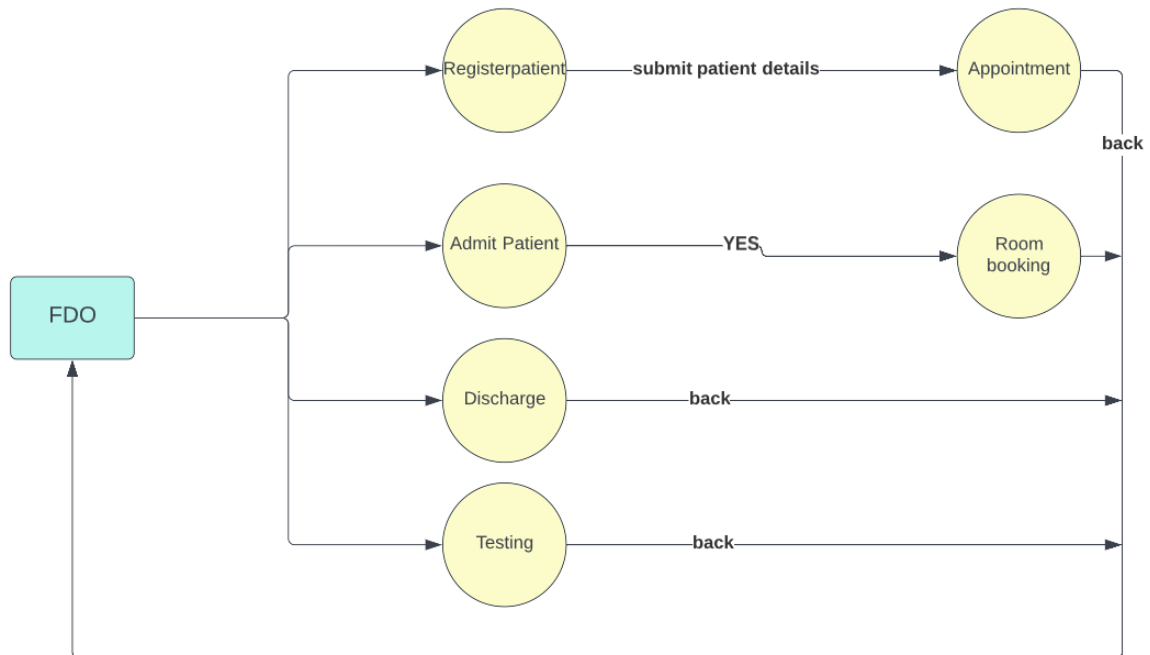 Registerpatient
submit patient details
Appointment
back
Admit Patient
YES
Room
booking
FDO
Discharge
back
Testing
back